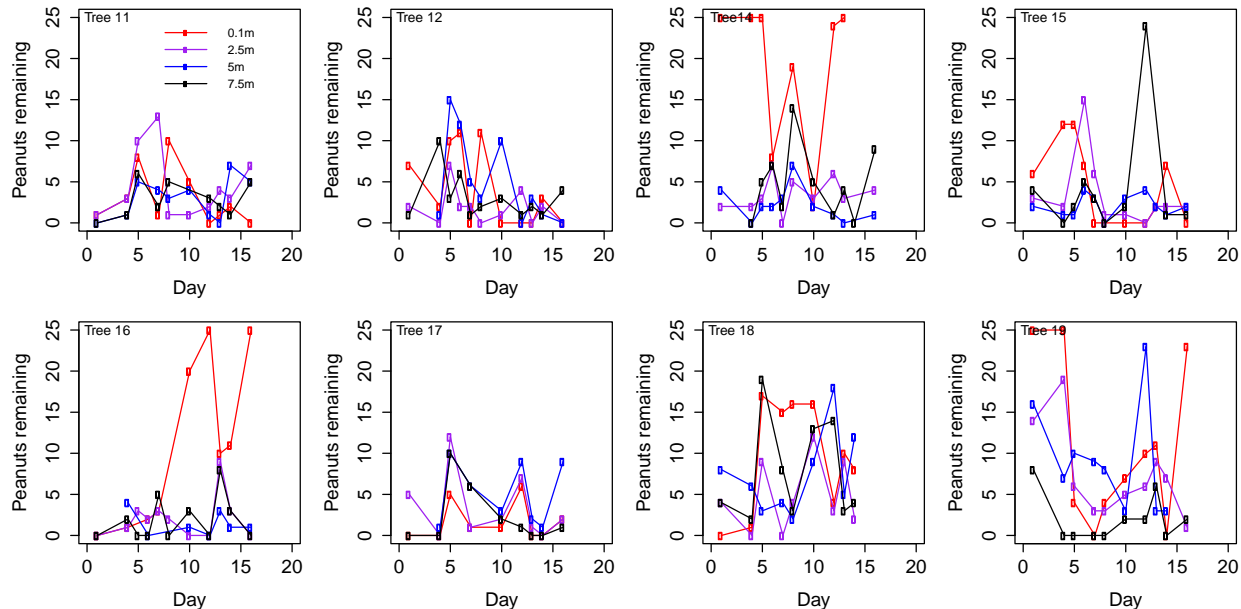 Tree 11
0.1m
2.5m
5m
7.5m
Peanuts remaining
0 5 10 15 20 25
0 5 10 15 20
Day
Tree 12
Peanuts remaining
0 5 10 15 20 25
0 5 10 15 20
Day
Tree14
Peanuts remaining
0 5 10 15 20 25
0 5 10 15 20
Day
Tree 15
Peanuts remaining
0 5 10 15 20 25
0 5 10 15 20
Day
Tree 16
Peanuts remaining
0 5 10 15 20 25
0 5 10 15 20
Day
Tree 17
Peanuts remaining
0 5 10 15 20 25
0 5 10 15 20
Day
Tree 18
Peanuts remaining
0 5 10 15 20 25
0 5 10 15 20
Day
Tree 19
Peanuts remaining
0 5 10 15 20 25
0 5 10 15 20
Day